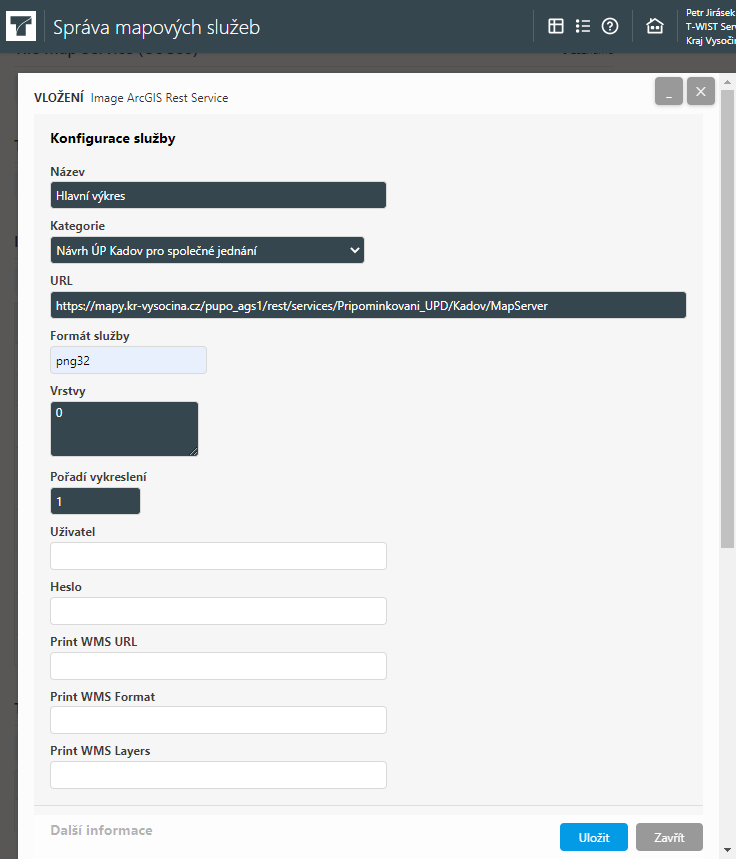 Správa mapových služeb
Petr Jirásek
T-WIST Ser
Kraj Vysoči
VLOŽENÍ Image ArcGIS Rest Service
_
×
Konfigurace služby
Název
Hlavní výkres
Kategorie
Návrh ÚP Kadov pro společné jednání
URL
https://mapy.kr-vysocina.cz/pupo_ags1/rest/services/Pripominkovani_UPD/Kadov/MapServer
Formát služby
png32
Vrstvy
0
Pořadí vykreslení
1
Uživatel
Heslo
Print WMS URL
Print WMS Format
Print WMS Layers
Další informace
Uložit
Zavřít